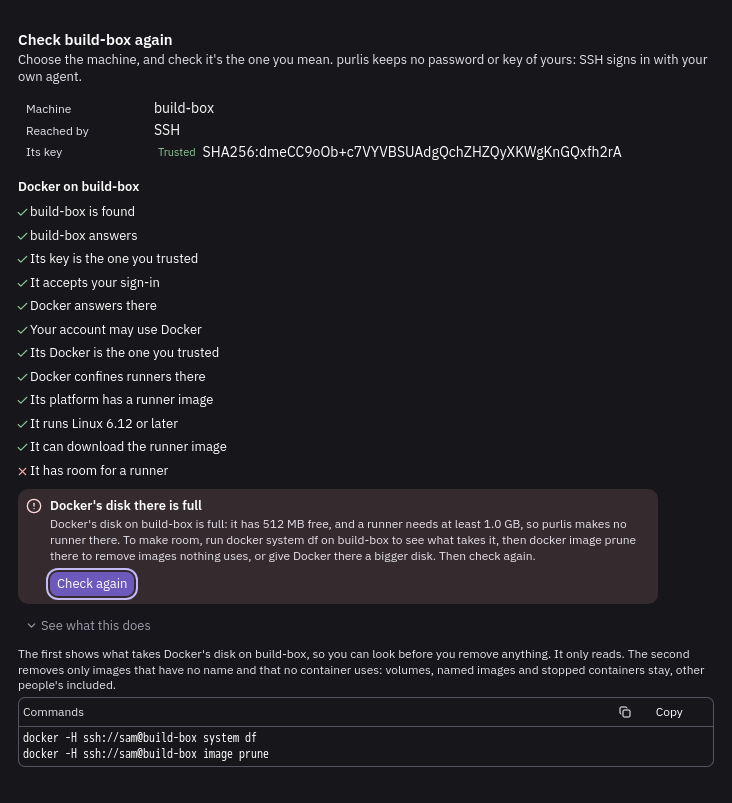 Check build-box again
Choose the machine, and check it's the one you mean. purlis keeps no password or key of yours: SSH signs in with your
own agent.
Machine build-box
Reached by SSH
Its key Trusted SHA256:dmeCC9oOb+c7VYVBSUAdgQchZHZQyXKWgKnGQxfh2rA
Docker on build-box
build-box is found
build-box answers
Its key is the one you trusted
It accepts your sign-in
Docker answers there
Your account may use Docker
Its Docker is the one you trusted
Docker confines runners there
Its platform has a runner image
It runs Linux 6.12 or later
It can download the runner image
It has room for a runner
Docker's disk there is full
Docker's disk on build-box is full: it has 512 MB free, and a runner needs at least 1.0 GB, so purlis makes no
runner there. To make room, run docker system df on build-box to see what takes it, then docker image prune
there to remove images nothing uses, or give Docker there a bigger disk. Then check again.
Check again
See what this does
The first shows what takes Docker's disk on build-box, so you can look before you remove anything. It only reads. The second
removes only images that have no name and that no container uses: volumes, named images and stopped containers stay, other
people's included.
Commands Copy
docker -H ssh://sam@build-box system df
docker -H ssh://sam@build-box image prune